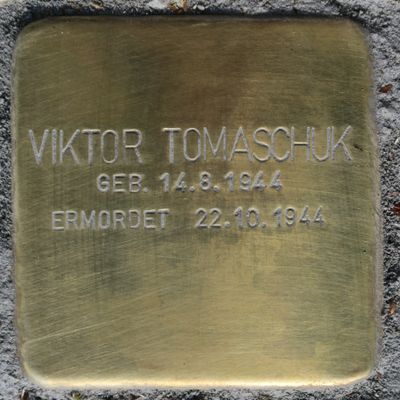 VIKTOR TOMASCHUK
GEB. 14.8.1944
ERMORDET 22.10.1944